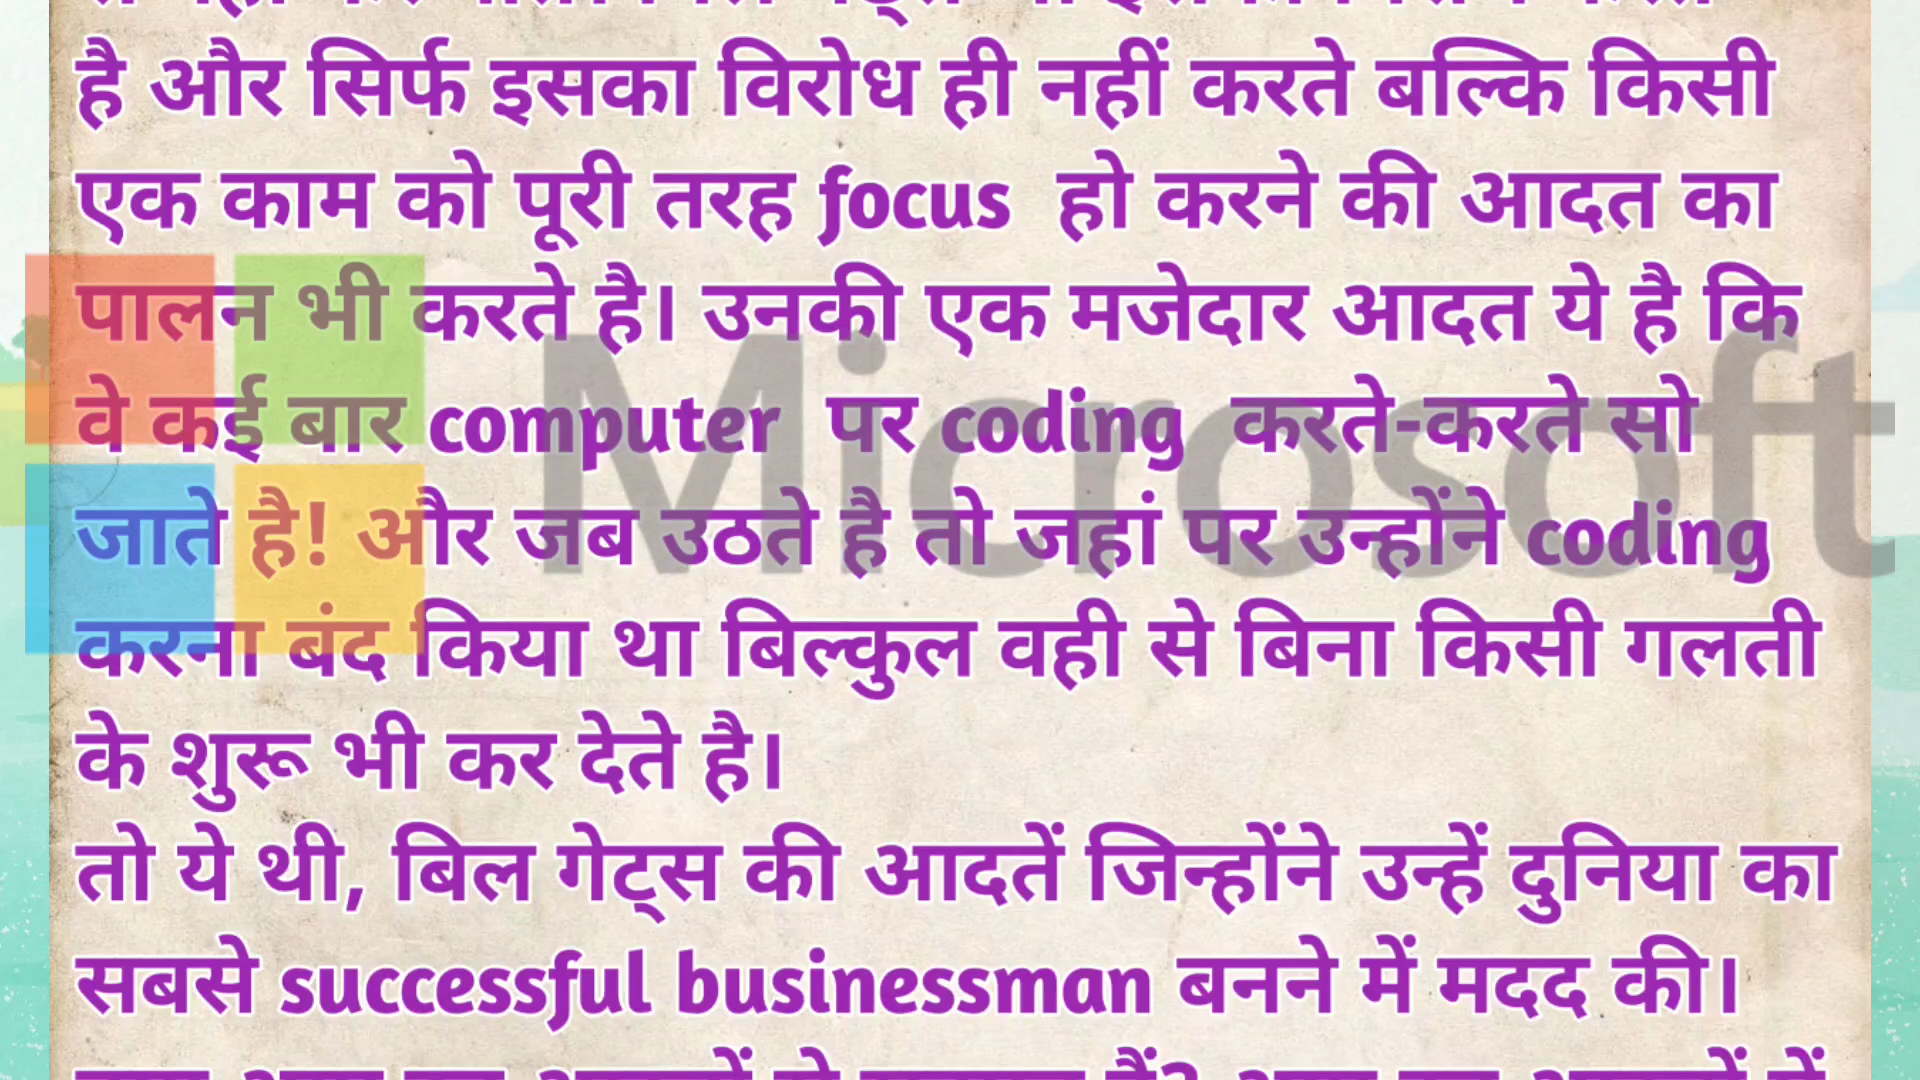 है और सिर्फ इसका विरोध ही नहीं करते बल्कि किसी
एक काम को पूरी तरह focus हो करने की आदत का
पालन भी करते है। उनकी एक मजेदार आदत ये है कि
वे कई बार computer पर coding करते-करते सो
जाते है! और जब उठते है तो जहां पर उन्होंने coding
करना बंद किया था बिल्कुल वही से बिना किसी गलती
के शुरू भी कर देते है।
तो ये थी, बिल गेट्स की आदतें जिन्होंने उन्हें दुनिया का
सबसे successful businessman बनने में मदद की।
Microsoft